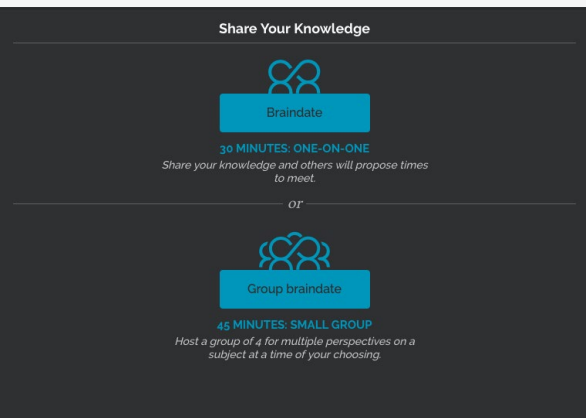 Share Your Knowledge
Braindate
30 MINUTES: ONE-ON-ONE
Share your knowledge and others will propose times
to meet.
or
Group braindate
45 MINUTES: SMALL GROUP
Host a group of 4 for multiple perspectives on a
subject at a time of your choosing.